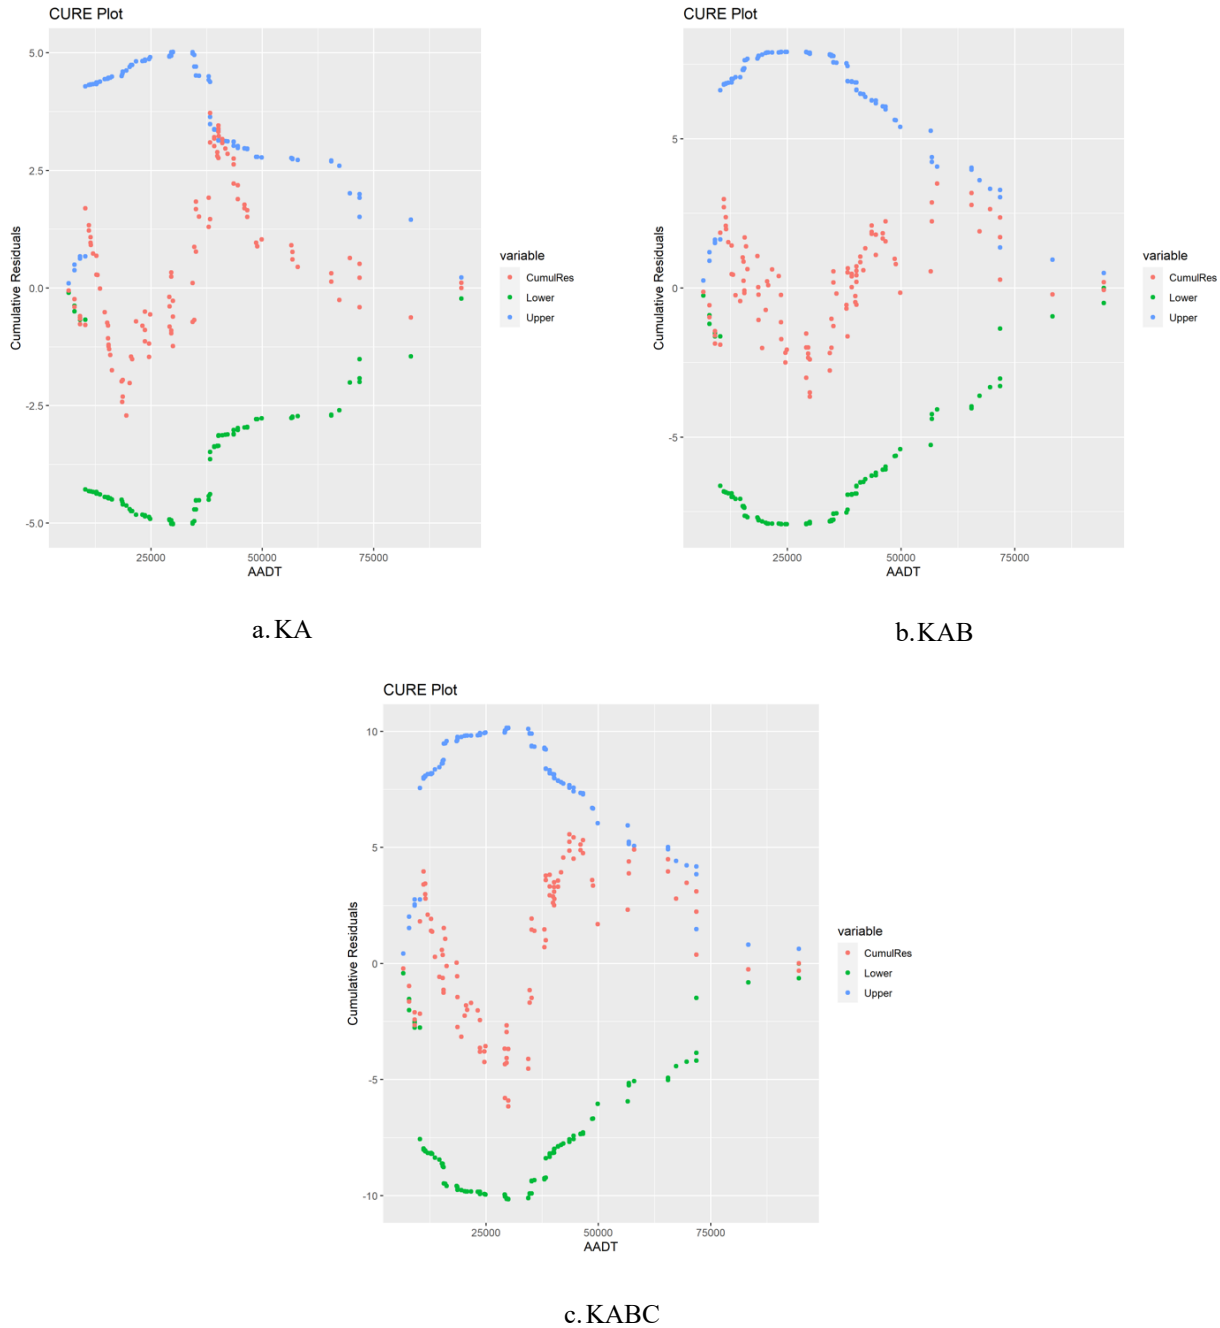 CURE Plot
5.0
2.5
0.0
-2.5
-5.0
Cumulative Residuals
25000 50000 75000
AADT
variable
CumulRes
Lower
Upper
a. KA
CURE Plot
5
0
-5
Cumulative Residuals
25000 50000 75000
AADT
variable
CumulRes
Lower
Upper
b. KAB
CURE Plot
10
5
0
-5
-10
Cumulative Residuals
25000 50000 75000
AADT
variable
CumulRes
Lower
Upper
c. KABC